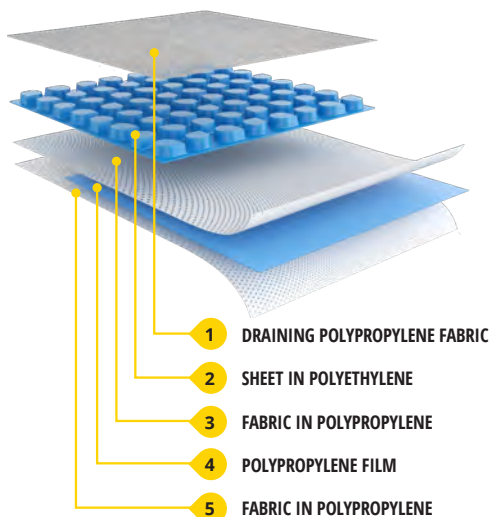 1 DRAINING POLYPROPYLENE FABRIC
2 SHEET IN POLYETHYLENE
3 FABRIC IN POLYPROPYLENE
4 POLYPROPYLENE FILM
5 FABRIC IN POLYPROPYLENE